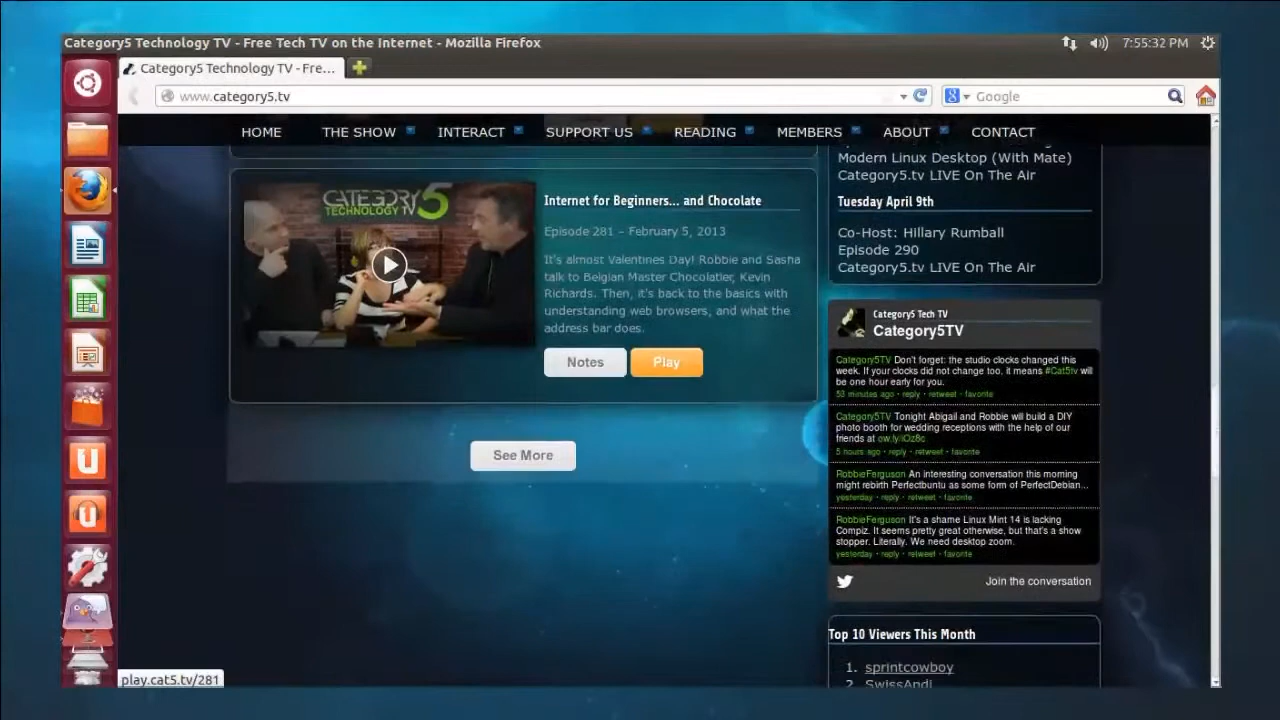 Category5 Technology TV - Free Tech TV on the Internet - Mozilla Firefox
7:55:32 PM
Category5 Technology TV - Fre...
www.category5.tv
Google
HOME THE SHOW INTERACT SUPPORT US READING MEMBERS ABOUT CONTACT
CATEGORY 5
TECHNOLOGY TV
Internet for Beginners... and Chocolate
Episode 281 – February 5, 2013
It's almost Valentines Day! Robbie and Sasha
talk to Belgian Master Chocolatier, Kevin
Richards. Then, it's back to the basics with
understanding web browsers, and what the
address bar does.
Notes
Play
See More
Modern Linux Desktop (With Mate)
Category5.tv LIVE On The Air
Tuesday April 9th
Co-Host: Hillary Rumball
Episode 290
Category5.tv LIVE On The Air
Category5 Tech TV
Category5TV
Category5TV Don't forget: the studio clocks changed this
week. If your clocks did not change too, it means #Cat5tv will
be one hour early for you.
53 minutes ago · reply · retweet · favorite
Category5TV Tonight Abigail and Robbie will build a DIY
photo booth for wedding receptions with the help of our
friends at ow.ly/iOz8c
5 hours ago · reply · retweet · favorite
RobbieFerguson An interesting conversation this morning
might rebirth Perfectbuntu as some form of PerfectDebian...
yesterday · reply · retweet · favorite
RobbieFerguson It's a shame Linux Mint 14 is lacking
Compiz. It seems pretty great otherwise, but that's a show
stopper. Literally. We need desktop zoom.
yesterday · reply · retweet · favorite
Join the conversation
Top 10 Viewers This Month
1. sprintcowboy
2. SwissAndi
play.cat5.tv/281